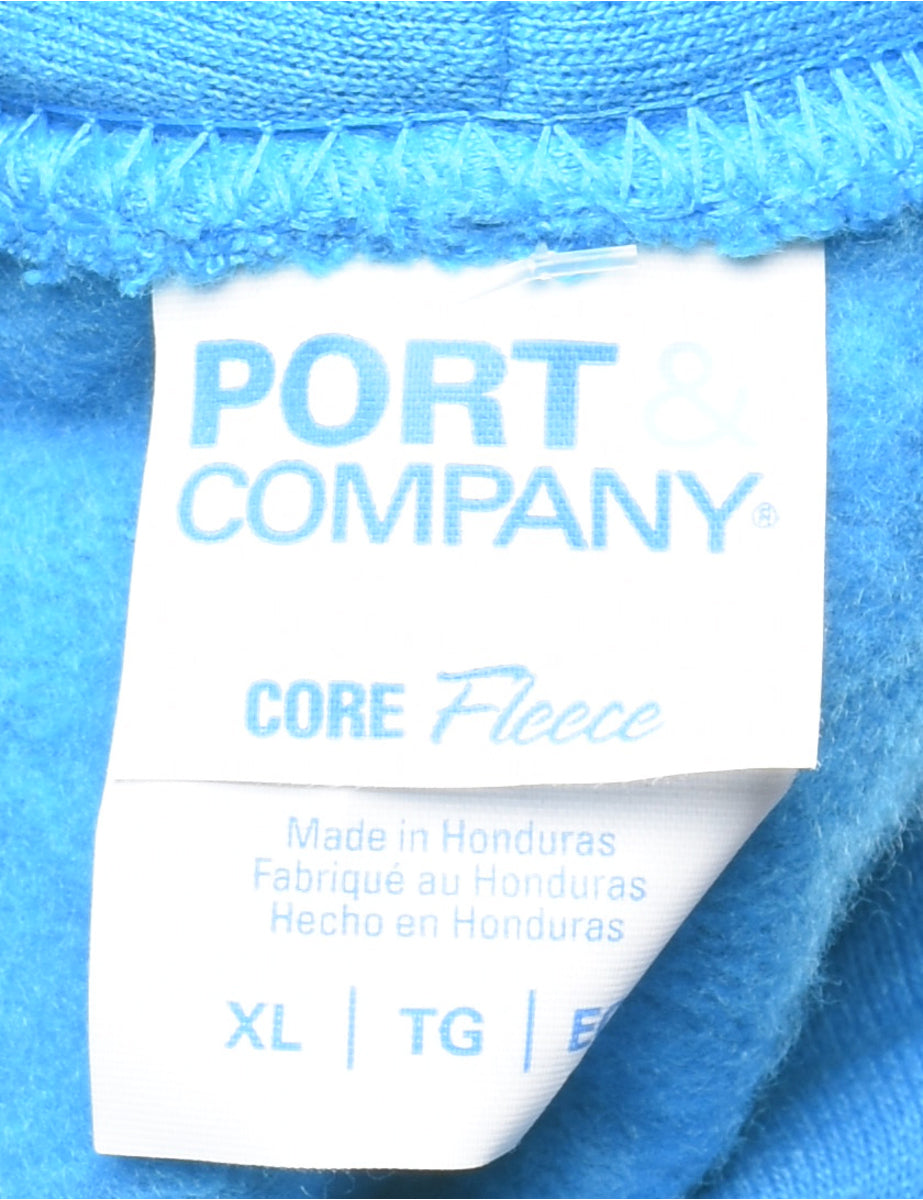 PORT &
COMPANY®
CORE Fleece
Made in Honduras
Fabriqué au Honduras
Hecho en Honduras
XL | TG |